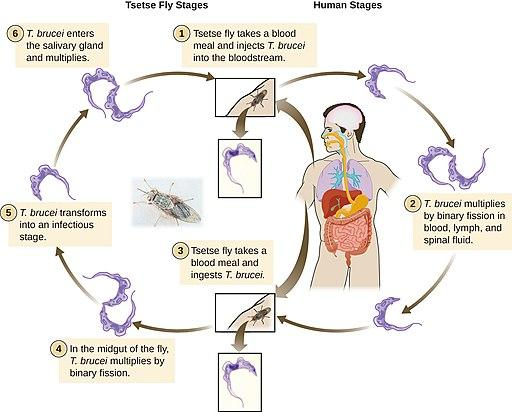 Tsetse Fly Stages
Human Stages
6 T. brucei enters
the salivary gland
and multiplies.
1 Tsetse fly takes a blood
meal and injects T. brucei
into the bloodstream.
2 T. brucei multiplies
by binary fission in
blood, lymph, and
spinal fluid.
5 T. brucei transforms
into an infectious
stage.
3 Tsetse fly takes a
blood meal and
ingests T. brucei.
4 In the midgut of the fly,
T. brucei multiplies by
binary fission.